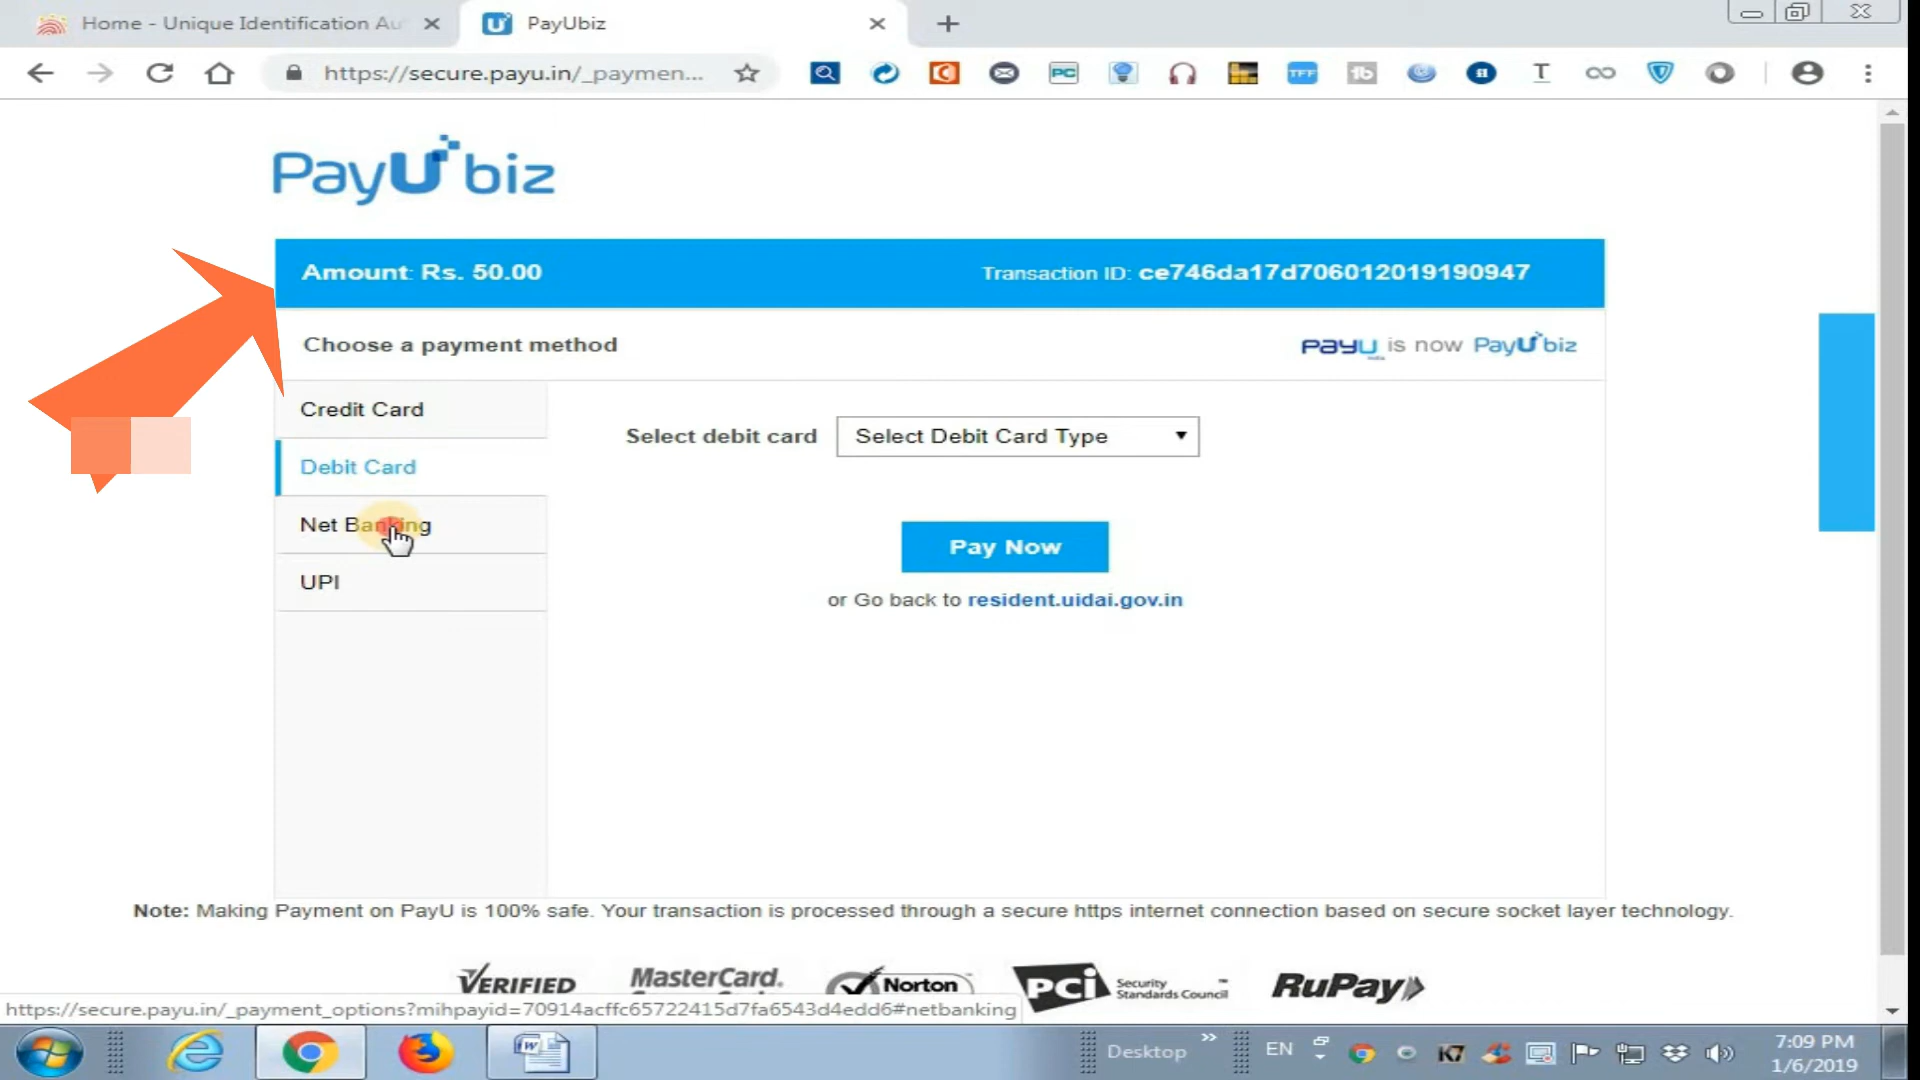 Home - Unique Identification Au
PayUbiz
https://secure.payu.in/_paymen...
PayU biz
Amount: Rs. 50.00
Transaction ID: ce746da17d706012019190947
Choose a payment method
PayU is now PayU biz
Credit Card
Select debit card
Select Debit Card Type
Debit Card
Net Banking
Pay Now
UPI
or Go back to resident.uidai.gov.in
Note: Making Payment on PayU is 100% safe. Your transaction is processed through a secure https internet connection based on secure socket layer technology.
VERIFIED
MasterCard.
Norton
PCI Security Standards Council
RuPay
https://secure.payu.in/_payment_options?mihpayid=70914acffc65722415d7fa6543d4edd6#netbanking
Desktop
EN
7:09 PM
1/6/2019